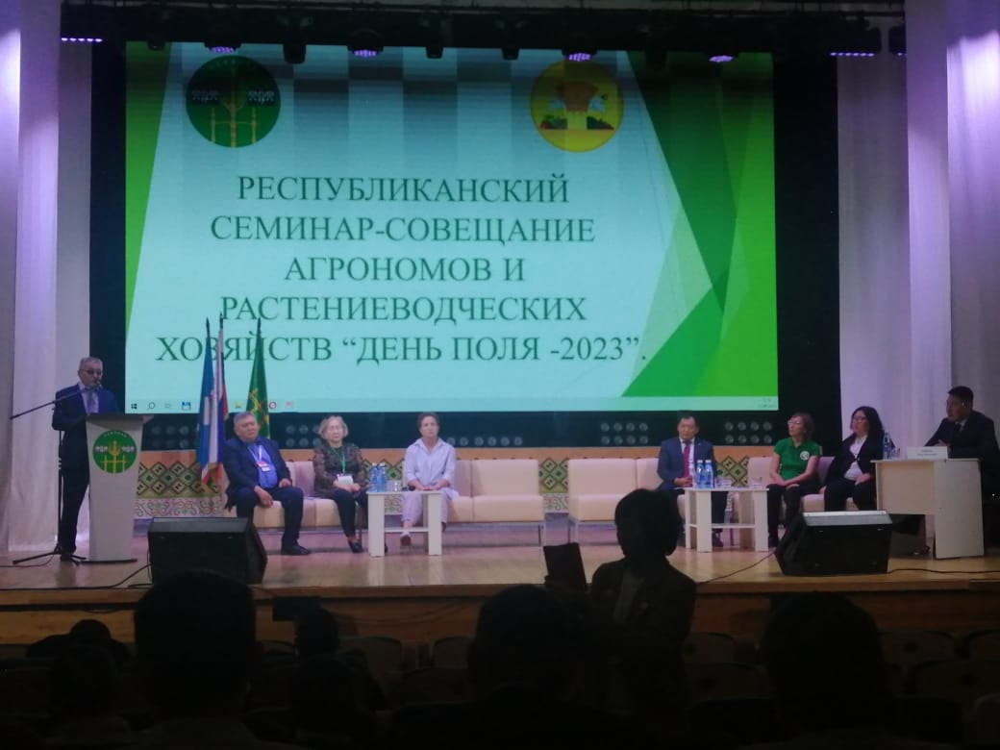 РЕСПУБЛИКАНСКИЙ
СЕМИНАР-СОВЕЩАНИЕ
АГРОНОМОВ И
РАСТЕНИЕВОДЧЕСКИХ
ХОЗЯЙСТВ “ДЕНЬ ПОЛЯ -2023”.